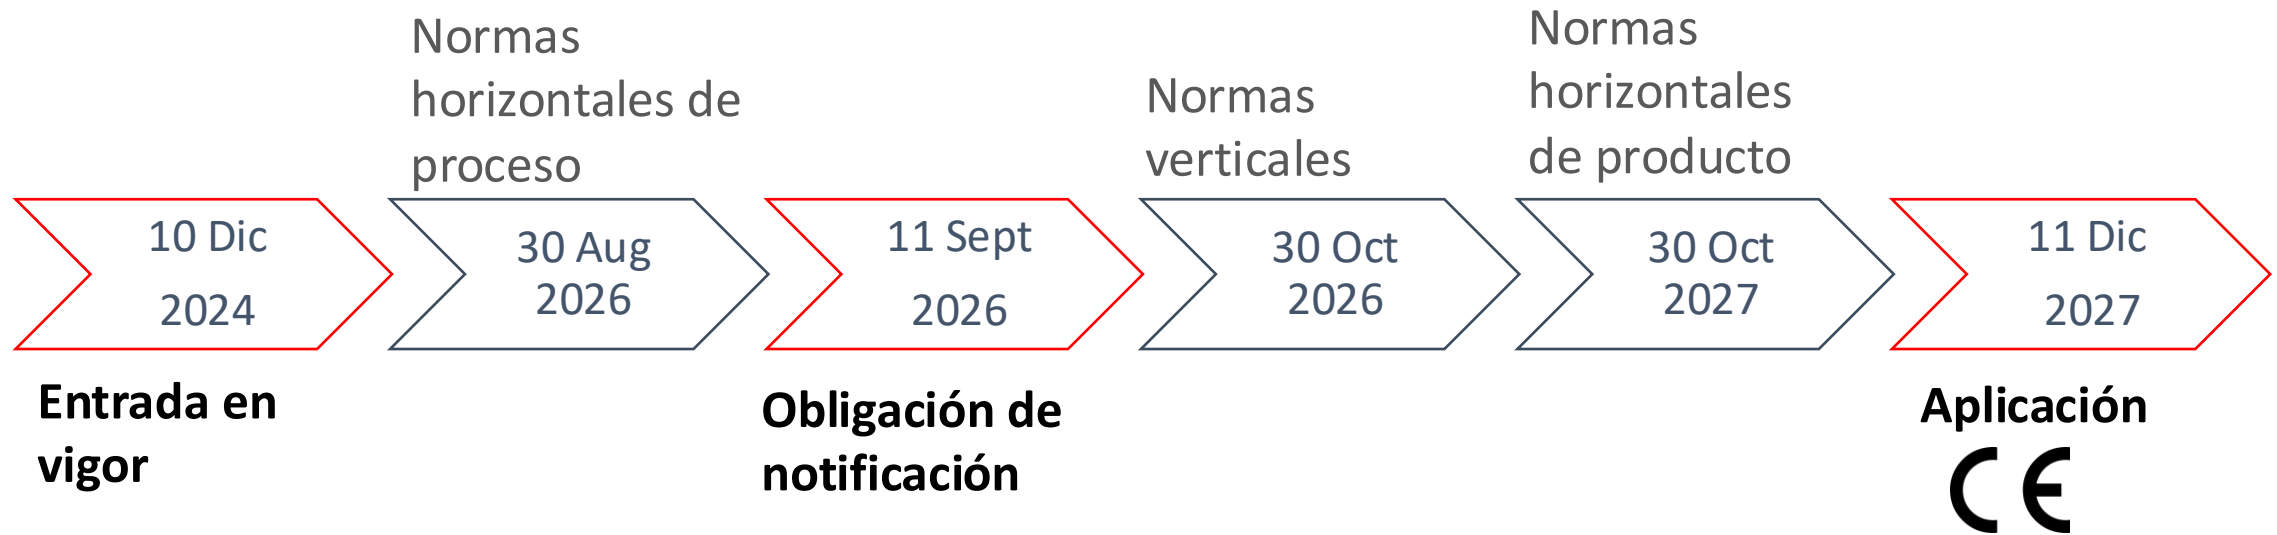 Normas
horizontales de
proceso
Normas
verticales
Normas
horizontales
de producto
10 Dic
2024
30 Aug
2026
11 Sept
2026
30 Oct
2026
30 Oct
2027
11 Dic
2027
Entrada en
vigor
Obligación de
notificación
Aplicación
CE